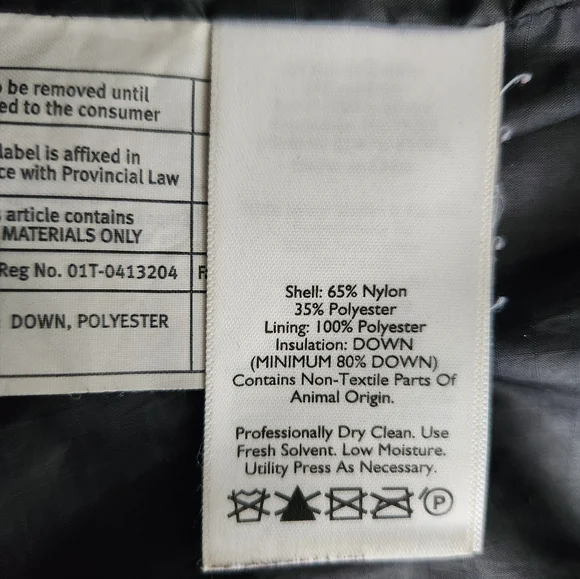 be removed until
ed to the consumer
label is affixed in
ce with Provincial Law
article contains
MATERIALS ONLY
Reg No. 01T-0413204
DOWN, POLYESTER
Shell: 65% Nylon
35% Polyester
Lining: 100% Polyester
Insulation: DOWN
(MINIMUM 80% DOWN)
Contains Non-Textile Parts Of
Animal Origin.
Professionally Dry Clean. Use
Fresh Solvent. Low Moisture.
Utility Press As Necessary.
P